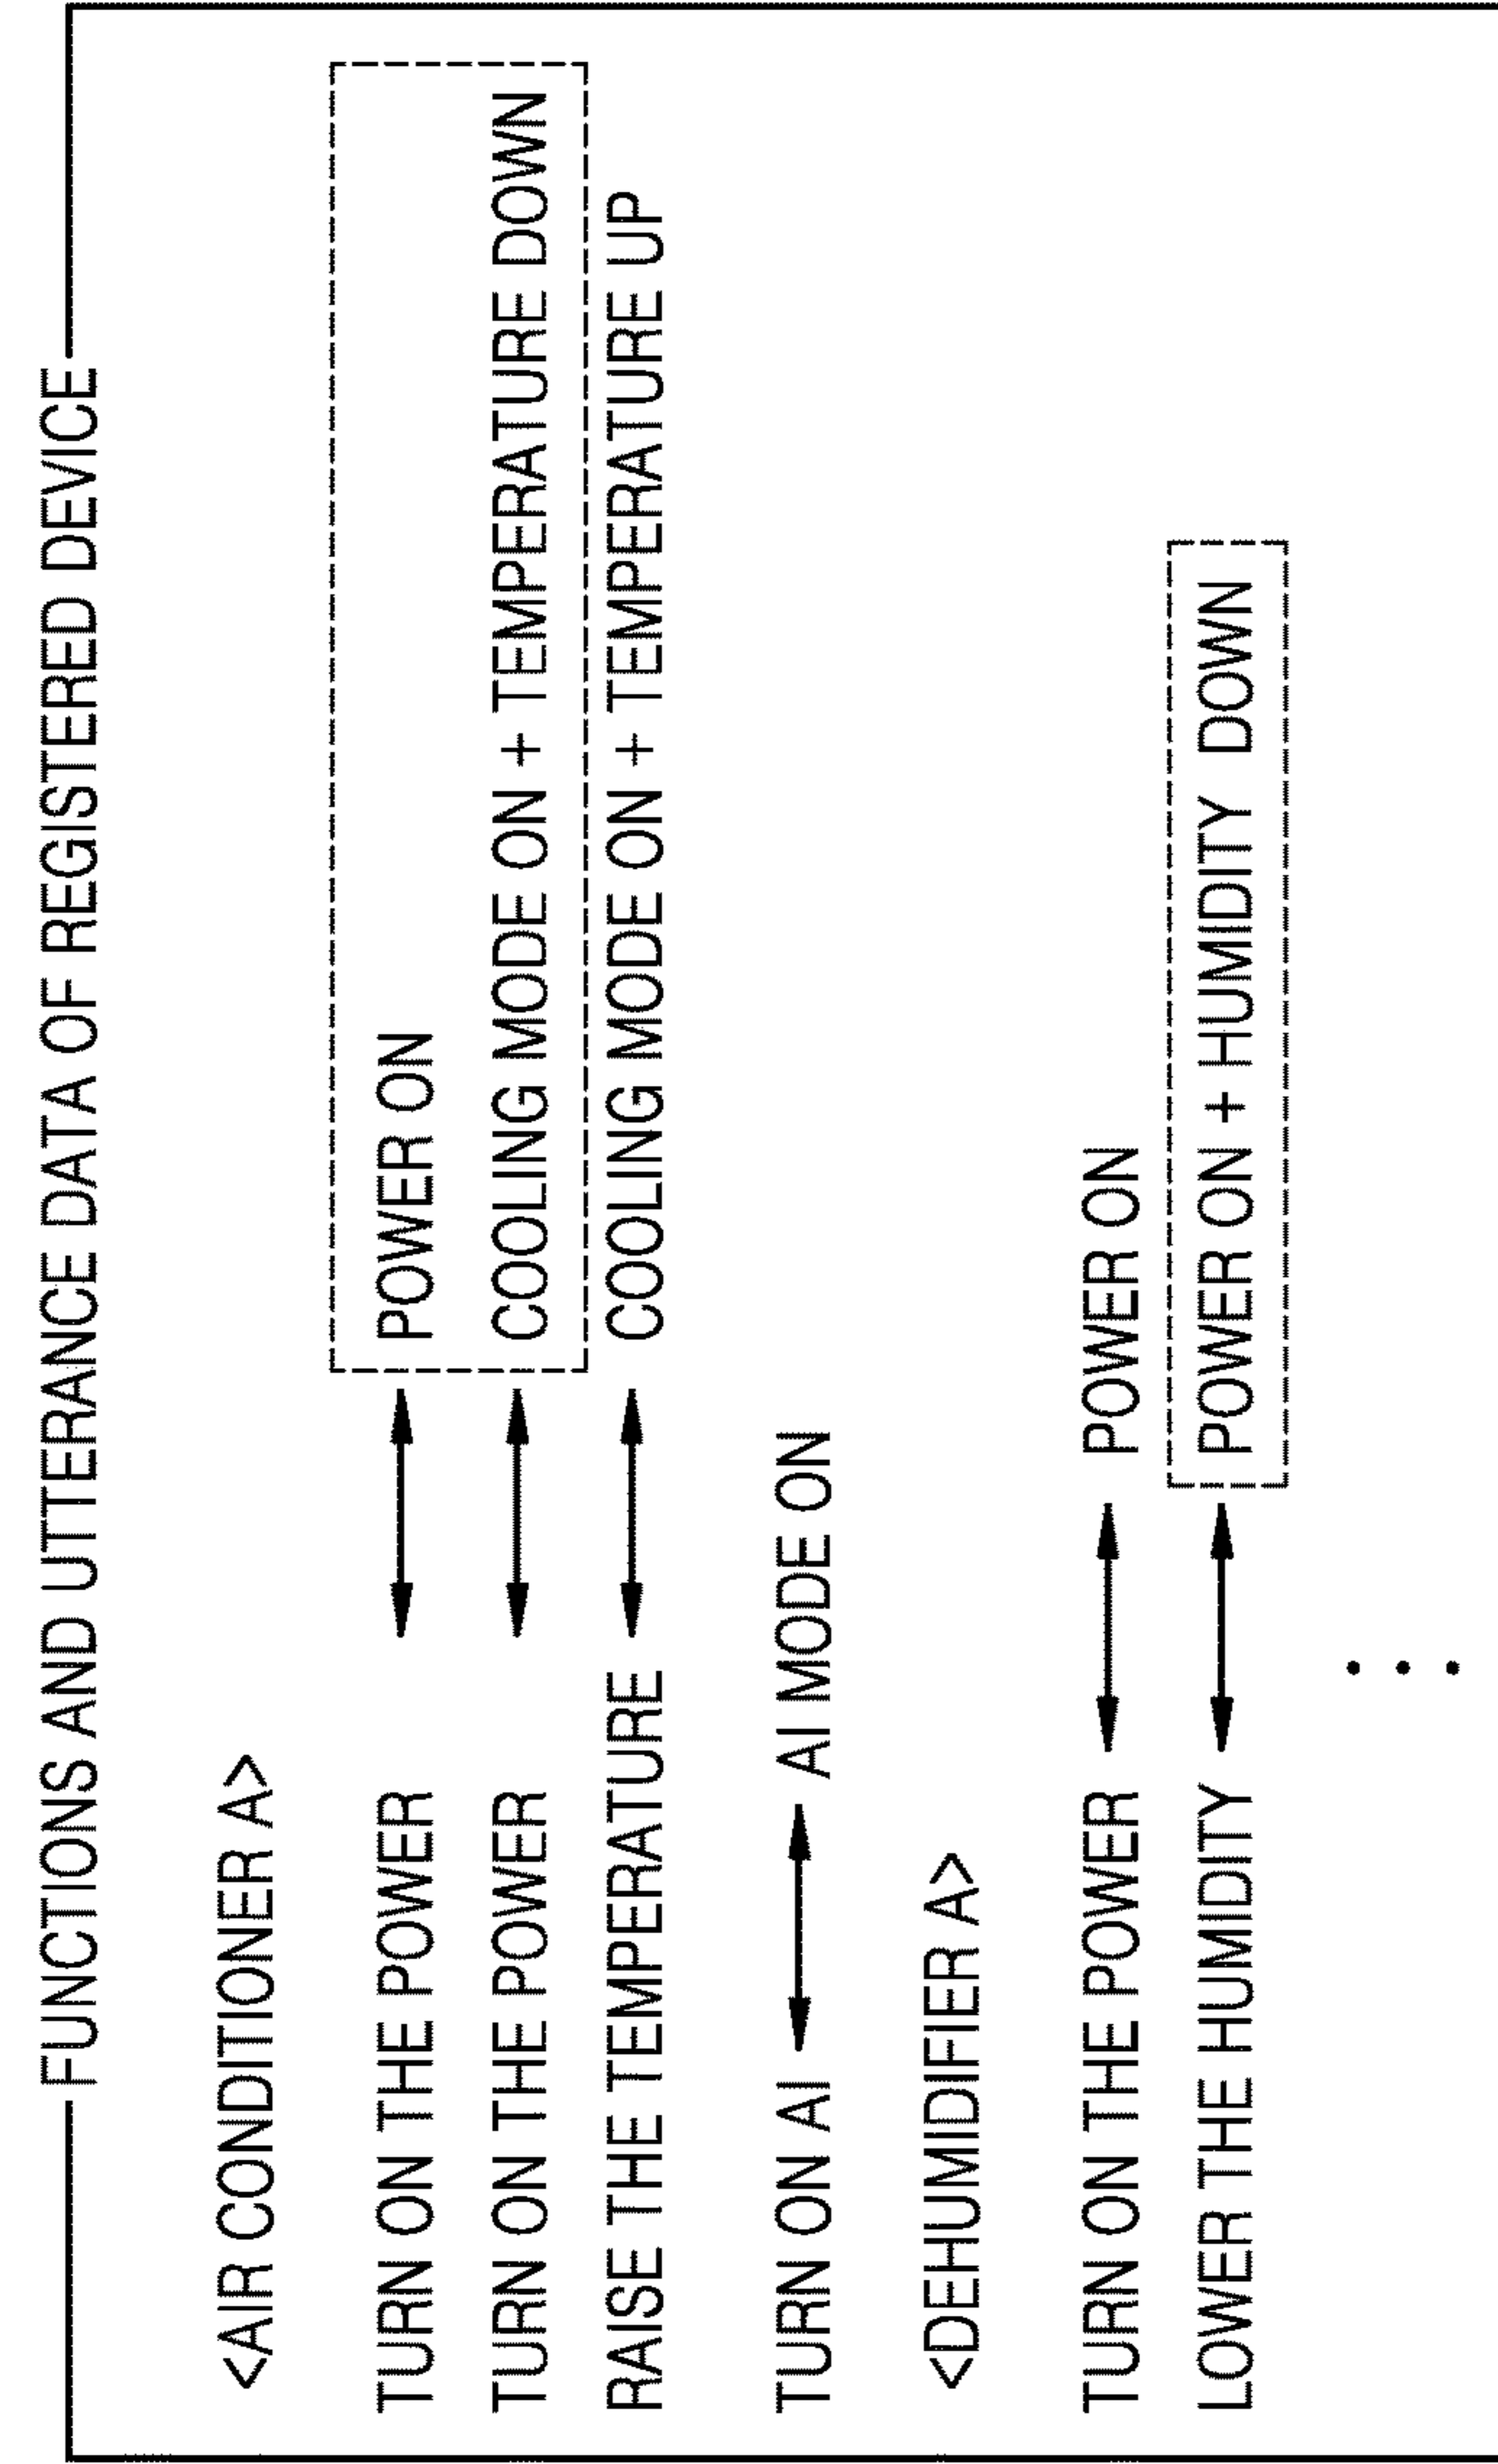 FUNCTIONS AND UTTERANCE DATA OF REGISTERED DEVICE
<AIR CONDITIONER A>
TURN ON THE POWER POWER ON
TURN ON THE POWER COOLING MODE ON + TEMPERATURE DOWN
RAISE THE TEMPERATURE COOLING MODE ON + TEMPERATURE UP
TURN ON AI AI MODE ON
<DEHUMIDIFIER A>
TURN ON THE POWER POWER ON
LOWER THE HUMIDITY POWER ON + HUMIDITY DOWN